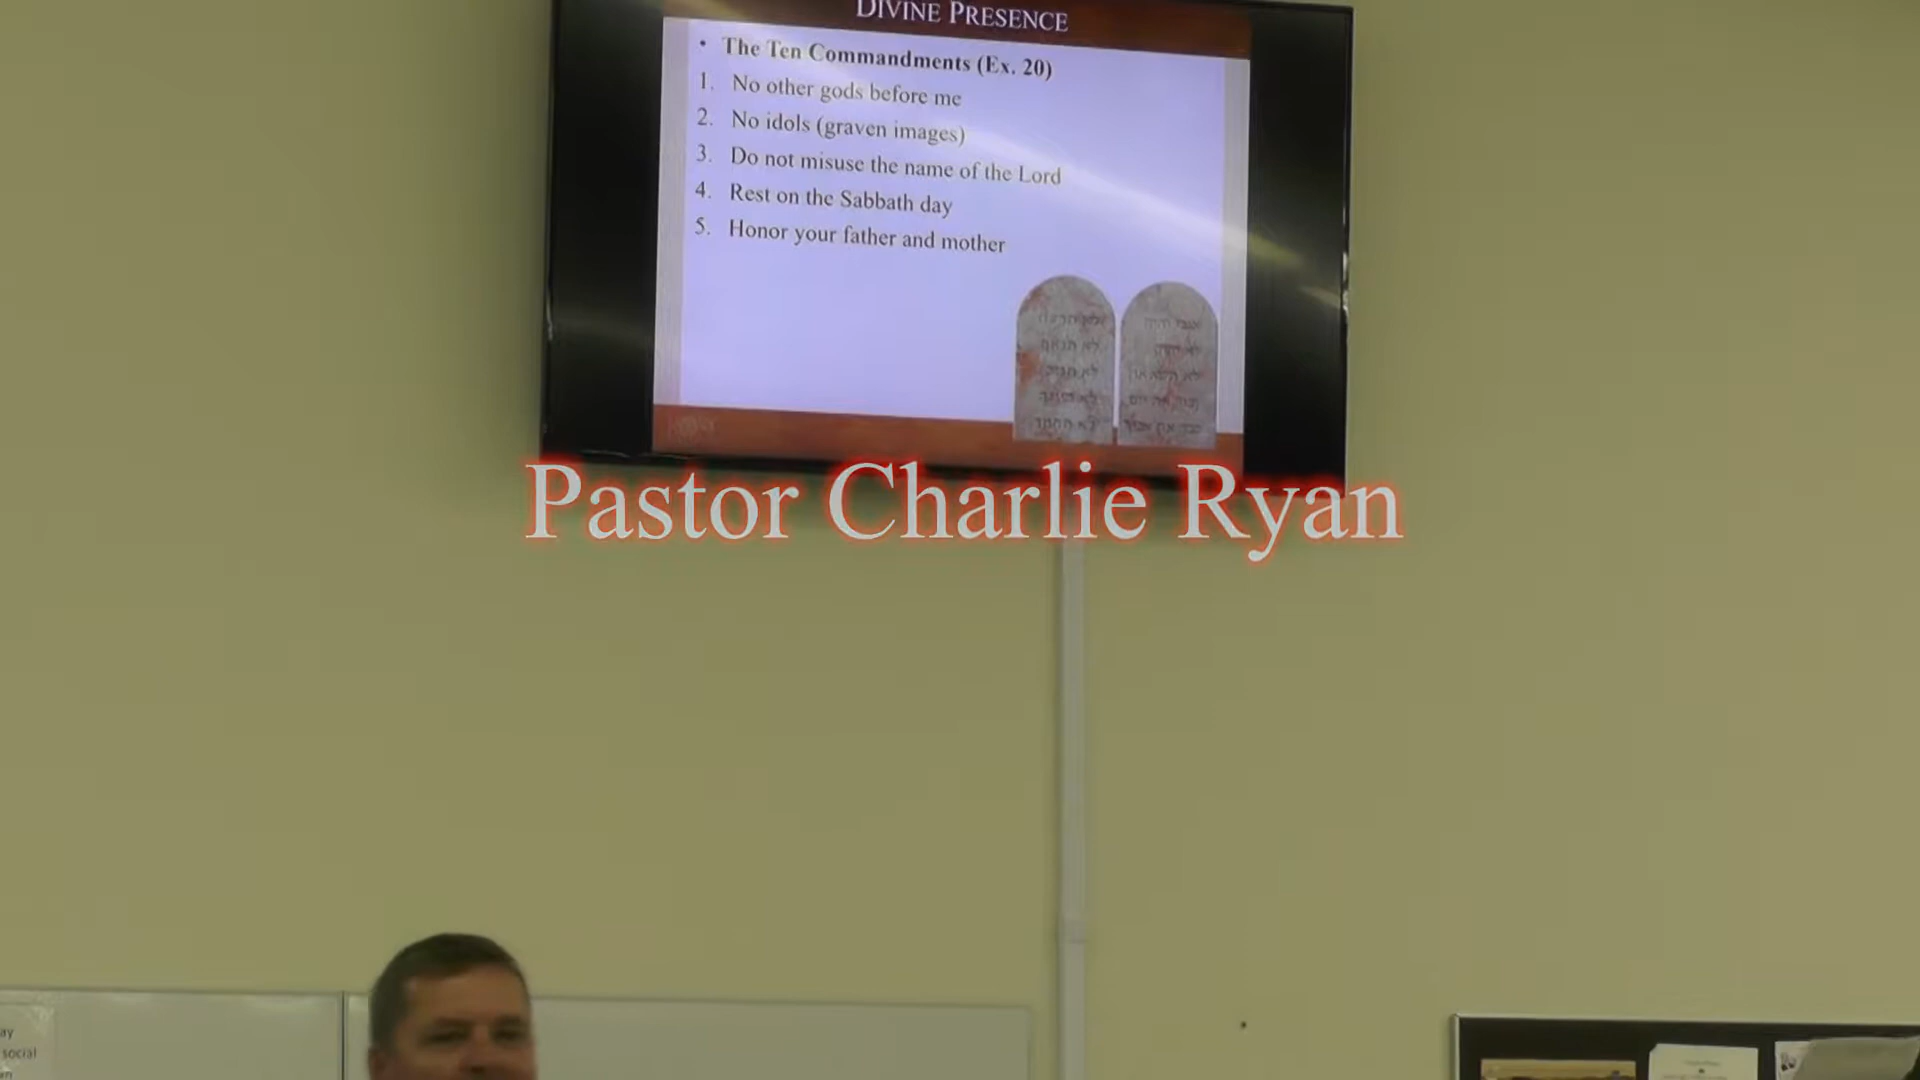 DIVINE PRESENCE
• The Ten Commandments (Ex. 20)
1. No other gods before me
2. No idols (graven images)
3. Do not misuse the name of the Lord
4. Rest on the Sabbath day
5. Honor your father and mother
Pastor Charlie Ryan
social